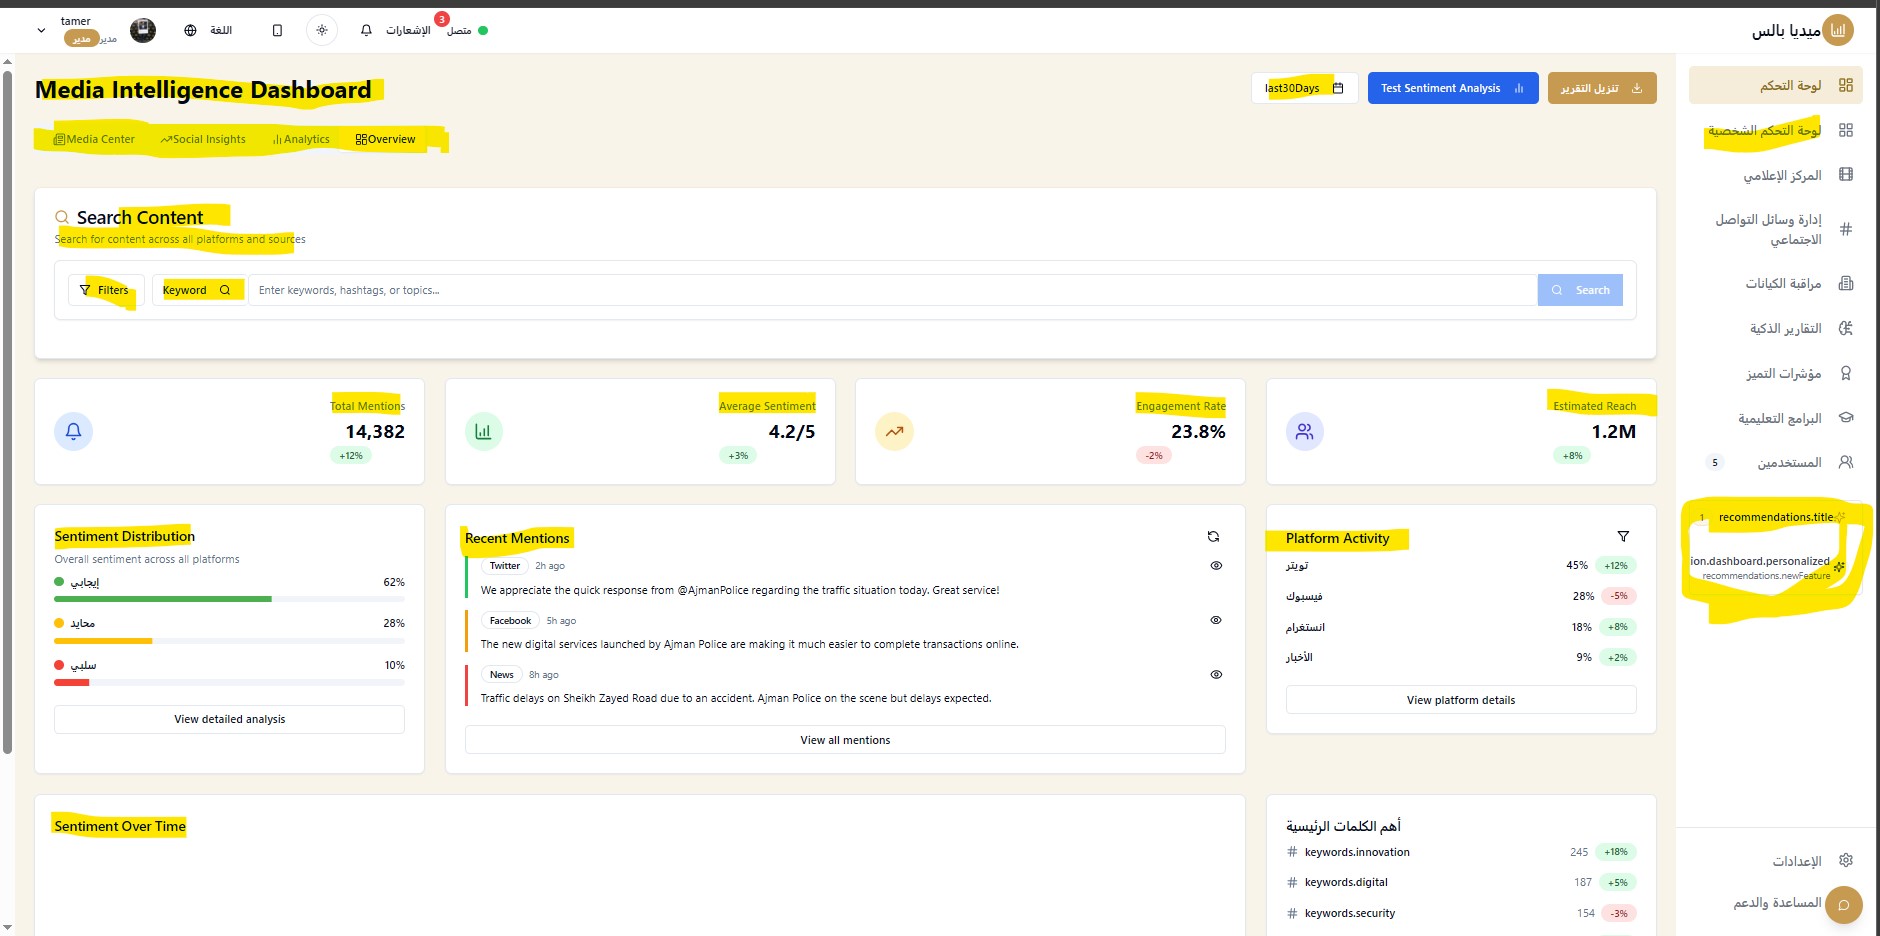 ميديا بالس
متصل
3
الإشعارات
اللغة
tamer
مدير
مدير
لوحة التحكم
لوحة التحكم الشخصية
المركز الإعلامي
إدارة وسائل التواصل
الاجتماعي
مراقبة الكيانات
التقارير الذكية
مؤشرات التميز
البرامج التعليمية
المستخدمين
5
recommendations.title
1
ion.dashboard.personalized
recommendations.newFeature
الإعدادات
المساعدة والدعم
Media Intelligence Dashboard
last30Days
Test Sentiment Analysis
تنزيل التقرير
Media Center
Social Insights
Analytics
Overview
Search Content
Search for content across all platforms and sources
Filters
Keyword
Enter keywords, hashtags, or topics...
Search
Total Mentions
14,382
+12%
Average Sentiment
4.2/5
+3%
Engagement Rate
23.8%
-2%
Estimated Reach
1.2M
+8%
Sentiment Distribution
Overall sentiment across all platforms
إيجابي 62%
محايد 28%
سلبي 10%
View detailed analysis
Recent Mentions
Twitter 2h ago
We appreciate the quick response from @AjmanPolice regarding the traffic situation today. Great service!
Facebook 5h ago
The new digital services launched by Ajman Police are making it much easier to complete transactions online.
News 8h ago
Traffic delays on Sheikh Zayed Road due to an accident. Ajman Police on the scene but delays expected.
View all mentions
Platform Activity
تويتر 45% +12%
فيسبوك 28% -5%
انستغرام 18% +8%
الأخبار 9% +2%
View platform details
Sentiment Over Time
أهم الكلمات الرئيسية
keywords.innovation 245 +18%
keywords.digital 187 +5%
keywords.security 154 -3%